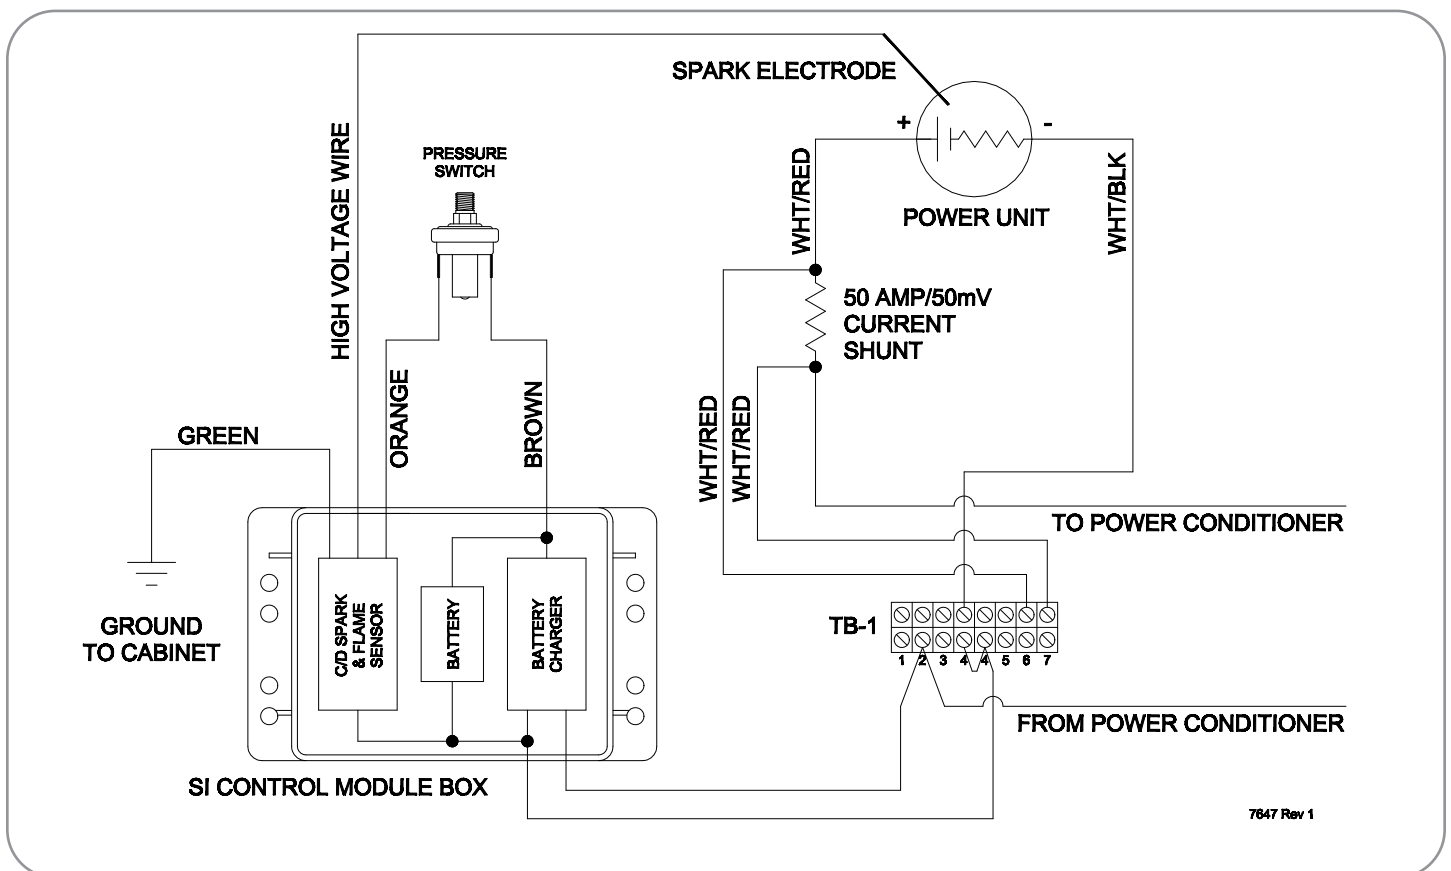 SPARK ELECTRODE
+
-
HIGH VOLTAGE WIRE
PRESSURE
SWITCH
WHT/RED
WHT/BLK
POWER UNIT
50 AMP/50mV
CURRENT
SHUNT
ORANGE
BROWN
WHT/RED
WHT/RED
GREEN
TO POWER CONDITIONER
GROUND
TO CABINET
C/D SPARK
& FLAME
SENSOR
BATTERY
BATTERY
CHARGER
TB-1
1 2 3 4 4 5 6 7
FROM POWER CONDITIONER
SI CONTROL MODULE BOX
7647 Rev 1